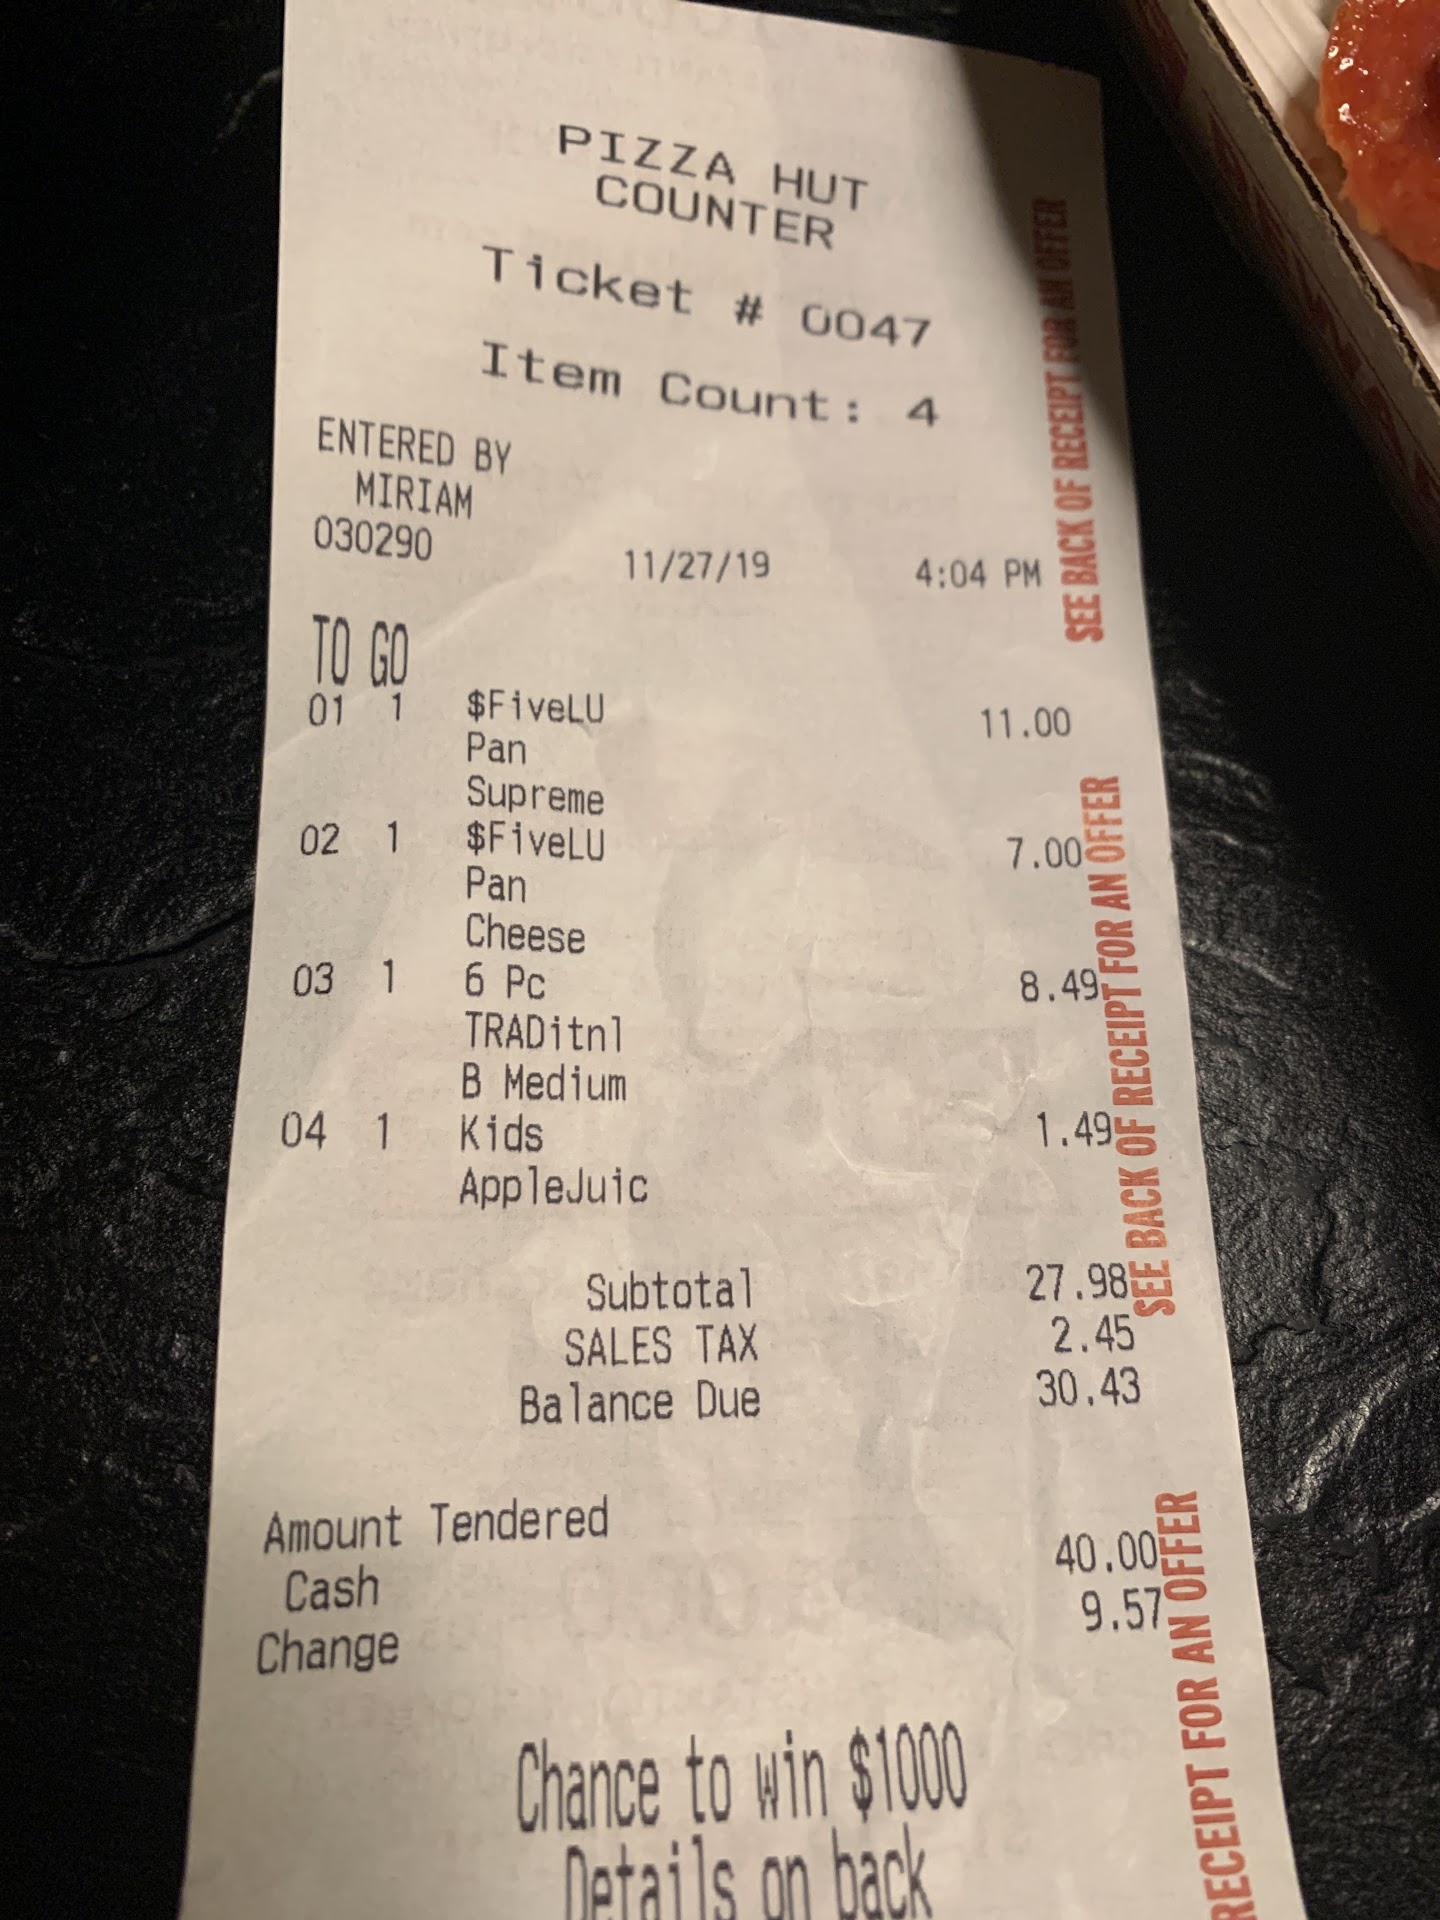 PIZZA HUT
COUNTER
Ticket # 0047
Item Count: 4
ENTERED BY
MIRIAM
030290 11/27/19 4:04 PM
TO GO
01 1 $FiveLU 11.00
Pan
Supreme
02 1 $FiveLU 7.00
Pan
Cheese
03 1 6 Pc 8.49
TRADitnl
B Medium
04 1 Kids 1.49
AppleJuic
Subtotal 27.98
SALES TAX 2.45
Balance Due 30.43
Amount Tendered
Cash 40.00
Change 9.57
Chance to win $1000
Details on back
SEE BACK OF RECEIPT FOR AN OFFER
SEE BACK OF RECEIPT FOR AN OFFER
RECEIPT FOR AN OFFER